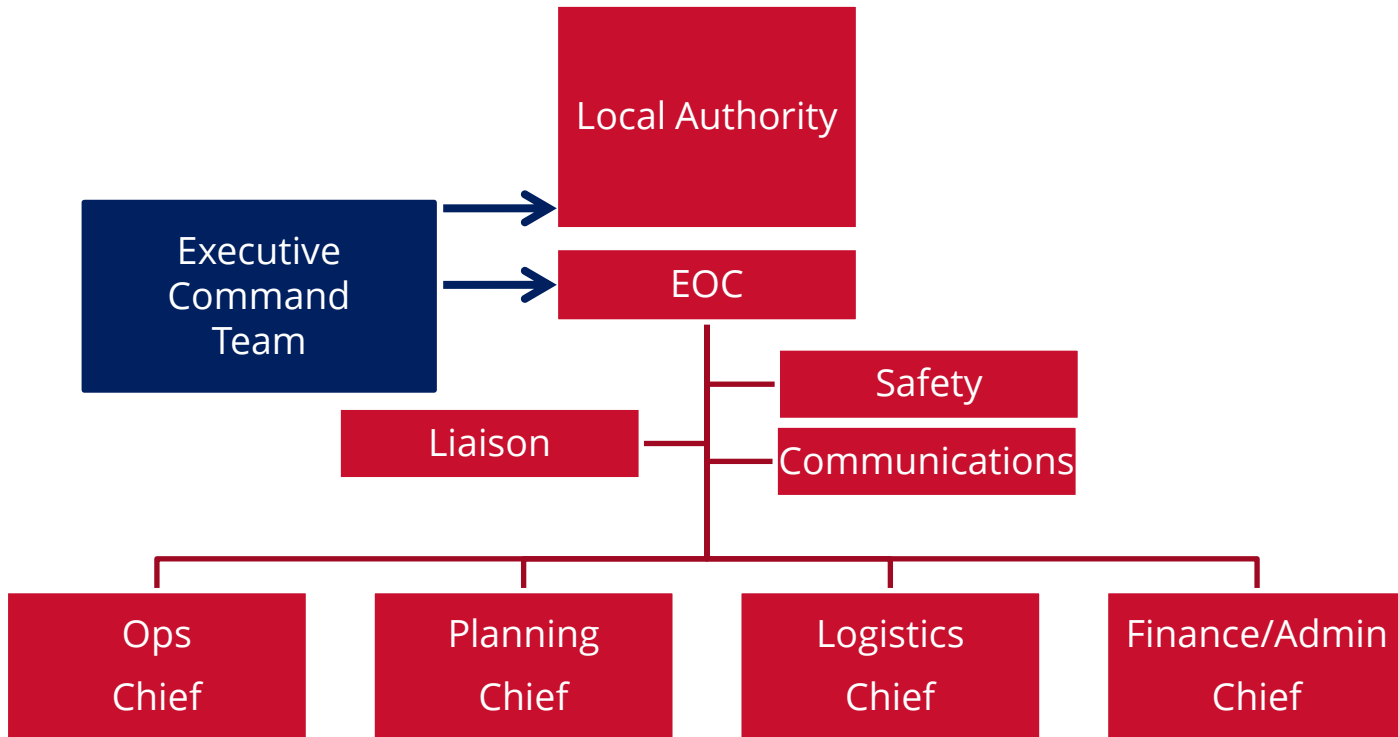 Local Authority
Executive
Command
Team
EOC
Safety
Liaison
Communications
Ops
Chief
Planning
Chief
Logistics
Chief
Finance/Admin
Chief